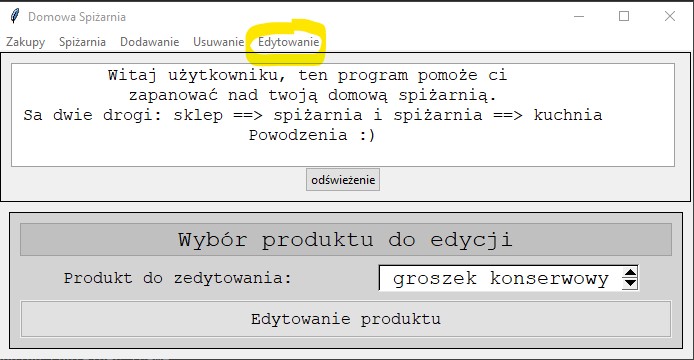 Domowa Spiżarnia
Zakupy Spiżarnia Dodawanie Usuwanie Edytowanie
Witaj użytkowniku, ten program pomoże ci
zapanować nad twoją domową spiżarnią.
Sa dwie drogi: sklep ==> spiżarnia i spiżarnia ==> kuchnia
Powodzenia :)
odświeżenie
Wybór produktu do edycji
Produkt do zedytowania: groszek konserwowy
Edytowanie produktu